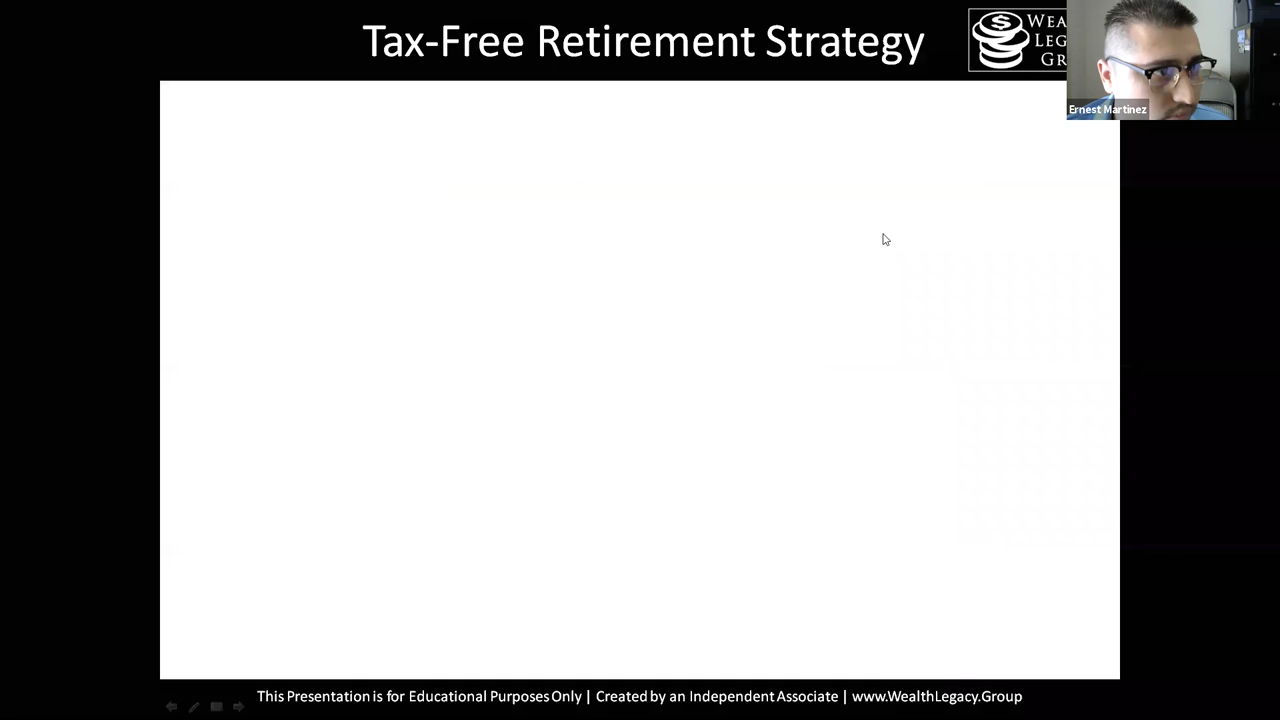 Tax-Free Retirement Strategy
Ernest Martinez
This Presentation is for Educational Purposes Only | Created by an Independent Associate | www.WealthLegacy.Group